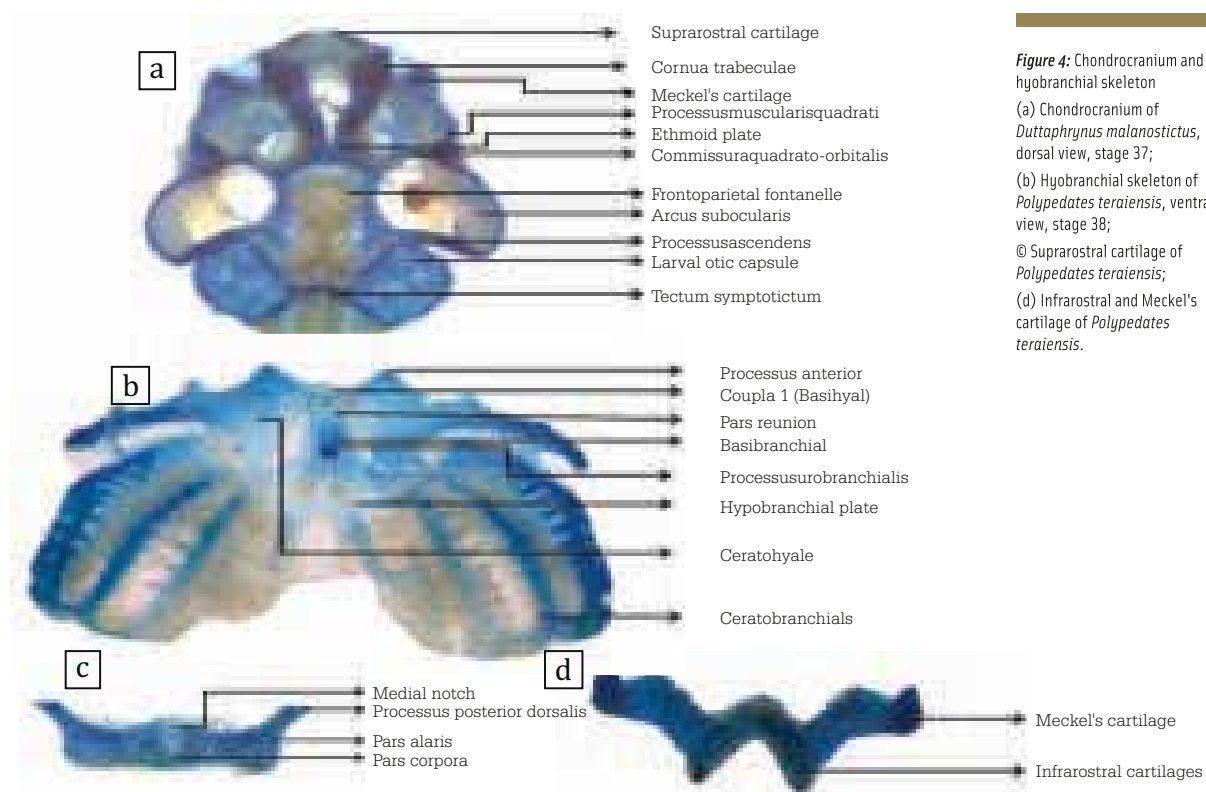 a
Suprarostral cartilage
Cornua trabeculae
Meckel's cartilage
Processusmuscularisquadrati
Ethmoid plate
Commissuraquadrato-orbitalis
Frontoparietal fontanelle
Arcus subocularis
Processusascendens
Larval otic capsule
Tectum symptotictum
b
Processus anterior
Coupla 1 (Basihyal)
Pars reunion
Basibranchial
Processusurobranchialis
Hypobranchial plate
Ceratohyale
Ceratobranchials
c
Medial notch
Processus posterior dorsalis
Pars alaris
Pars corpora
d
Meckel's cartilage
Infrarostral cartilages
Figure 4: Chondrocranium and
hyobranchial skeleton
(a) Chondrocranium of
Duttaphrynus malanostictus,
dorsal view, stage 37;
(b) Hyobranchial skeleton of
Polypedates teraiensis, ventra
view, stage 38;
© Suprarostral cartilage of
Polypedates teraiensis;
(d) Infrarostral and Meckel's
cartilage of Polypedates
teraiensis.